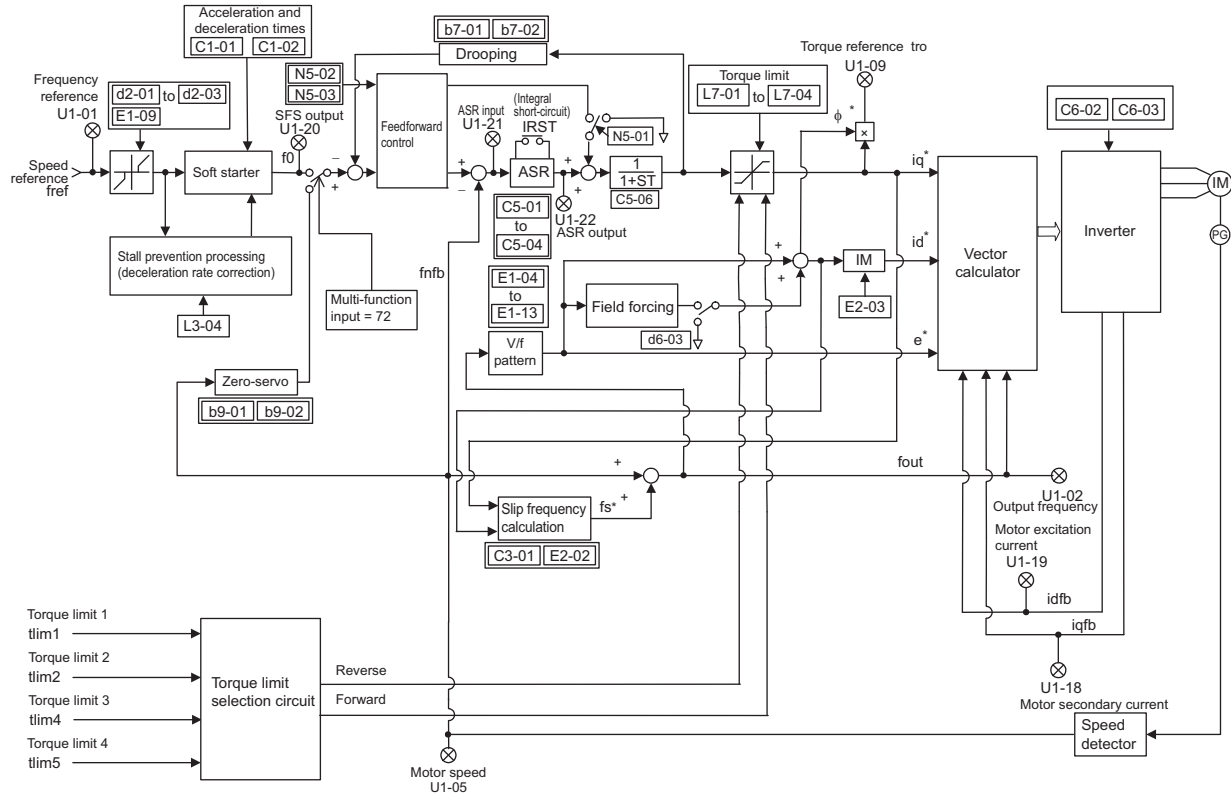 Acceleration and
deceleration times
C1-01 C1-02
Frequency
reference
U1-01
d2-01 to d2-03
E1-09
N5-02
N5-03
SFS output
U1-20
f0
b7-01 b7-02
Drooping
ASR input
U1-21
(Integral
short-circuit)
IRST
N5-01
Torque limit
L7-01 to L7-04
Torque reference tro
U1-09
ϕ *
×
C6-02 C6-03
Speed
reference
fref
Soft starter
−
+
Feedforward
control
+
−
ASR
+
+
1
1+ST
C5-06
iq*
IM
PG
C5-01
to
C5-04
U1-22
ASR output
Stall prevention processing
(deceleration rate correction)
L3-04
Multi-function
input = 72
fnfb
E1-04
to
E1-13
+
+
IM
E2-03
id*
Vector
calculator
Inverter
Field forcing
d6-03
V/f
pattern
e*
Zero-servo
b9-01 b9-02
+
+
fout
U1-02
Output frequency
Slip frequency
calculation
fs*
C3-01 E2-02
Motor excitation
current
U1-19
idfb
iqfb
U1-18
Motor secondary current
Torque limit 1
tlim1
Torque limit 2
tlim2
Torque limit 3
tlim4
Torque limit 4
tlim5
Torque limit
selection circuit
Reverse
Forward
Speed
detector
Motor speed
U1-05